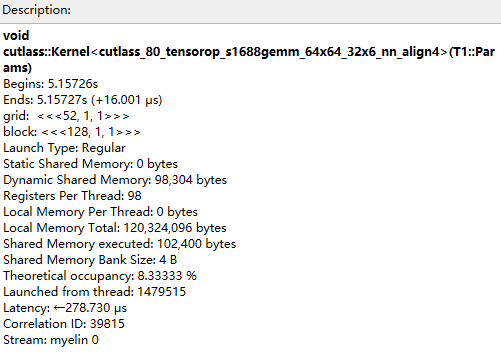 Description:
void
cutlass::Kernel<cutlass_80_tensorop_s1688gemm_64x64_32x6_nn_align4>(T1::Par
ams)
Begins: 5.15726s
Ends: 5.15727s (+16.001 μs)
grid:  <<<52, 1, 1>>>
block: <<<128, 1, 1>>>
Launch Type: Regular
Static Shared Memory: 0 bytes
Dynamic Shared Memory: 98,304 bytes
Registers Per Thread: 98
Local Memory Per Thread: 0 bytes
Local Memory Total: 120,324,096 bytes
Shared Memory executed: 102,400 bytes
Shared Memory Bank Size: 4 B
Theoretical occupancy: 8.33333 %
Launched from thread: 1479515
Latency: ←278.730 μs
Correlation ID: 39815
Stream: myelin 0